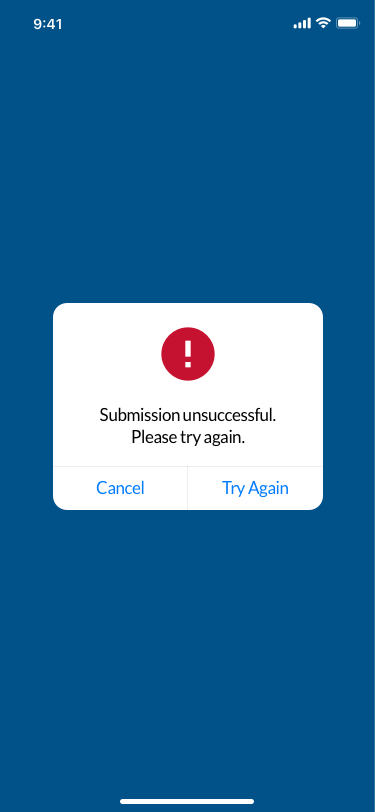 9:41
Submission unsuccessful.
Please try again.
Cancel
Try Again